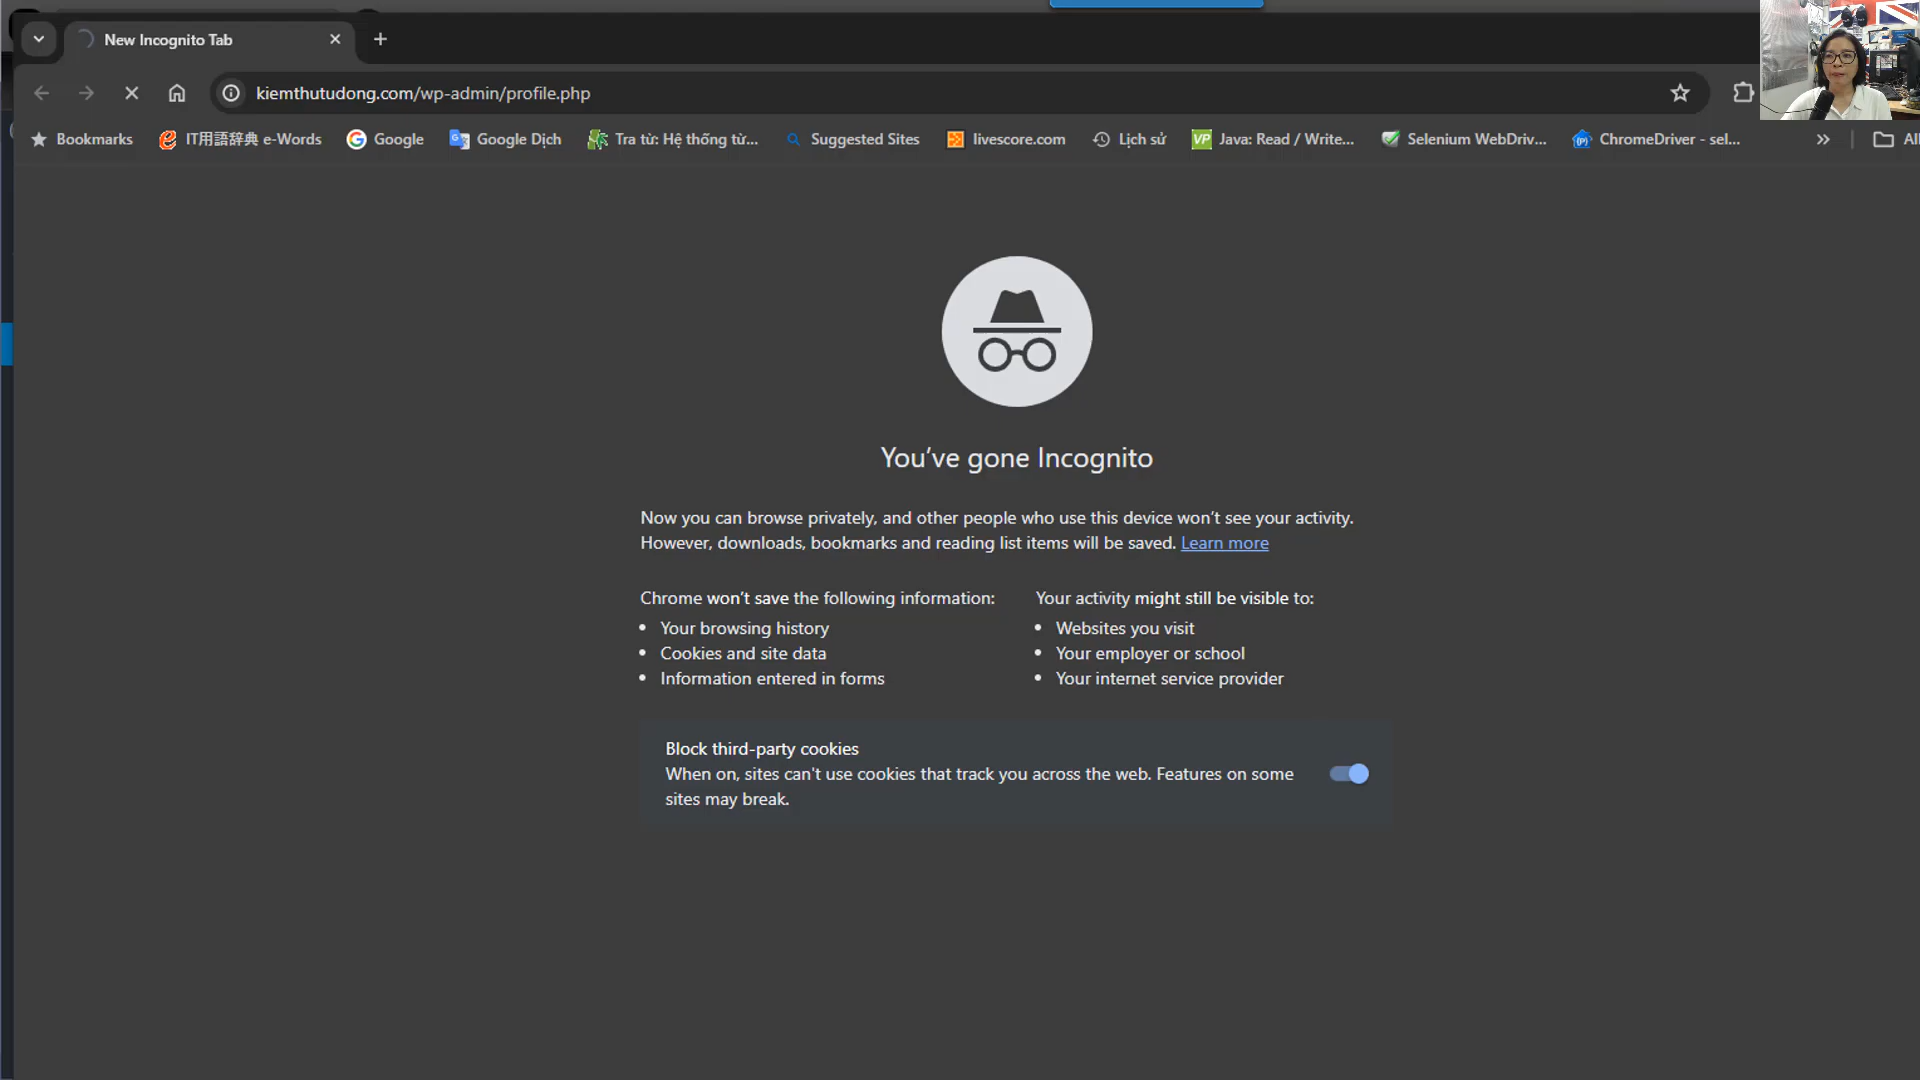 New Incognito Tab
kiemthutudong.com/wp-admin/profile.php
Bookmarks
IT用語辞典 e-Words
Google
Google Dịch
Tra từ: Hệ thống từ...
Suggested Sites
livescore.com
Lịch sử
Java: Read / Write...
Selenium WebDriv...
ChromeDriver - sel...
All
You've gone Incognito
Now you can browse privately, and other people who use this device won't see your activity.
However, downloads, bookmarks and reading list items will be saved. Learn more
Chrome won't save the following information:
Your browsing history
Cookies and site data
Information entered in forms
Your activity might still be visible to:
Websites you visit
Your employer or school
Your internet service provider
Block third-party cookies
When on, sites can't use cookies that track you across the web. Features on some
sites may break.